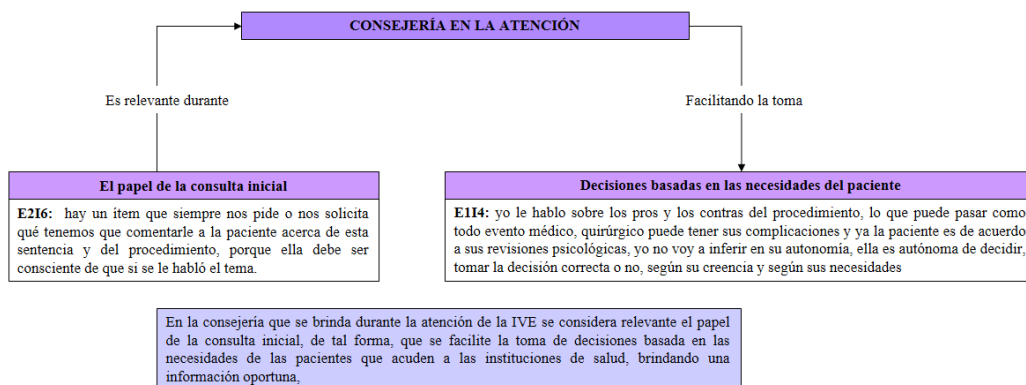 CONSEJERÍA EN LA ATENCIÓN
Es relevante durante
Facilitando la toma
El papel de la consulta inicial
E2I6: hay un ítem que siempre nos pide o nos solicita
qué tenemos que comentarle a la paciente acerca de esta
sentencia y del procedimiento, porque ella debe ser
consciente de que si se le habló el tema.
Decisiones basadas en las necesidades del paciente
E1I4: yo le hablo sobre los pros y los contras del procedimiento, lo que puede pasar como
todo evento médico, quirúrgico puede tener sus complicaciones y ya la paciente es de acuerdo
a sus revisiones psicológicas, yo no voy a inferir en su autonomía, ella es autónoma de decidir,
tomar la decisión correcta o no, según su creencia y según sus necesidades
En la consejería que se brinda durante la atención de la IVE se considera relevante el papel
de la consulta inicial, de tal forma, que se facilite la toma de decisiones basada en las
necesidades de las pacientes que acuden a las instituciones de salud, brindando una
información oportuna,